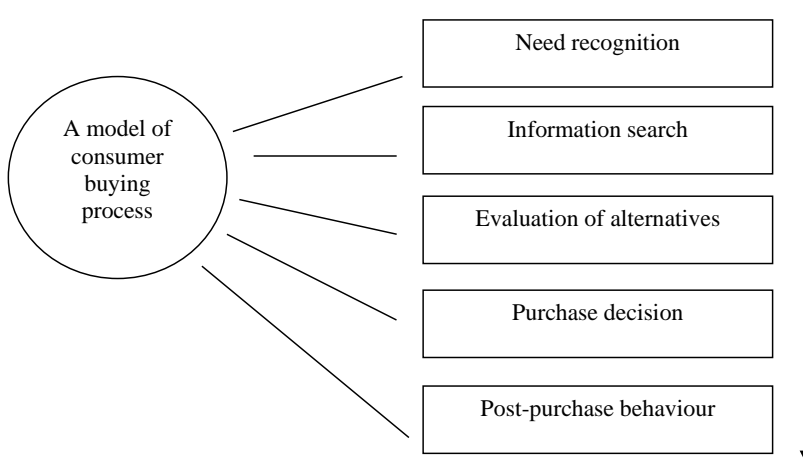 A model of
consumer
buying
process
Need recognition
Information search
Evaluation of alternatives
Purchase decision
Post-purchase behaviour